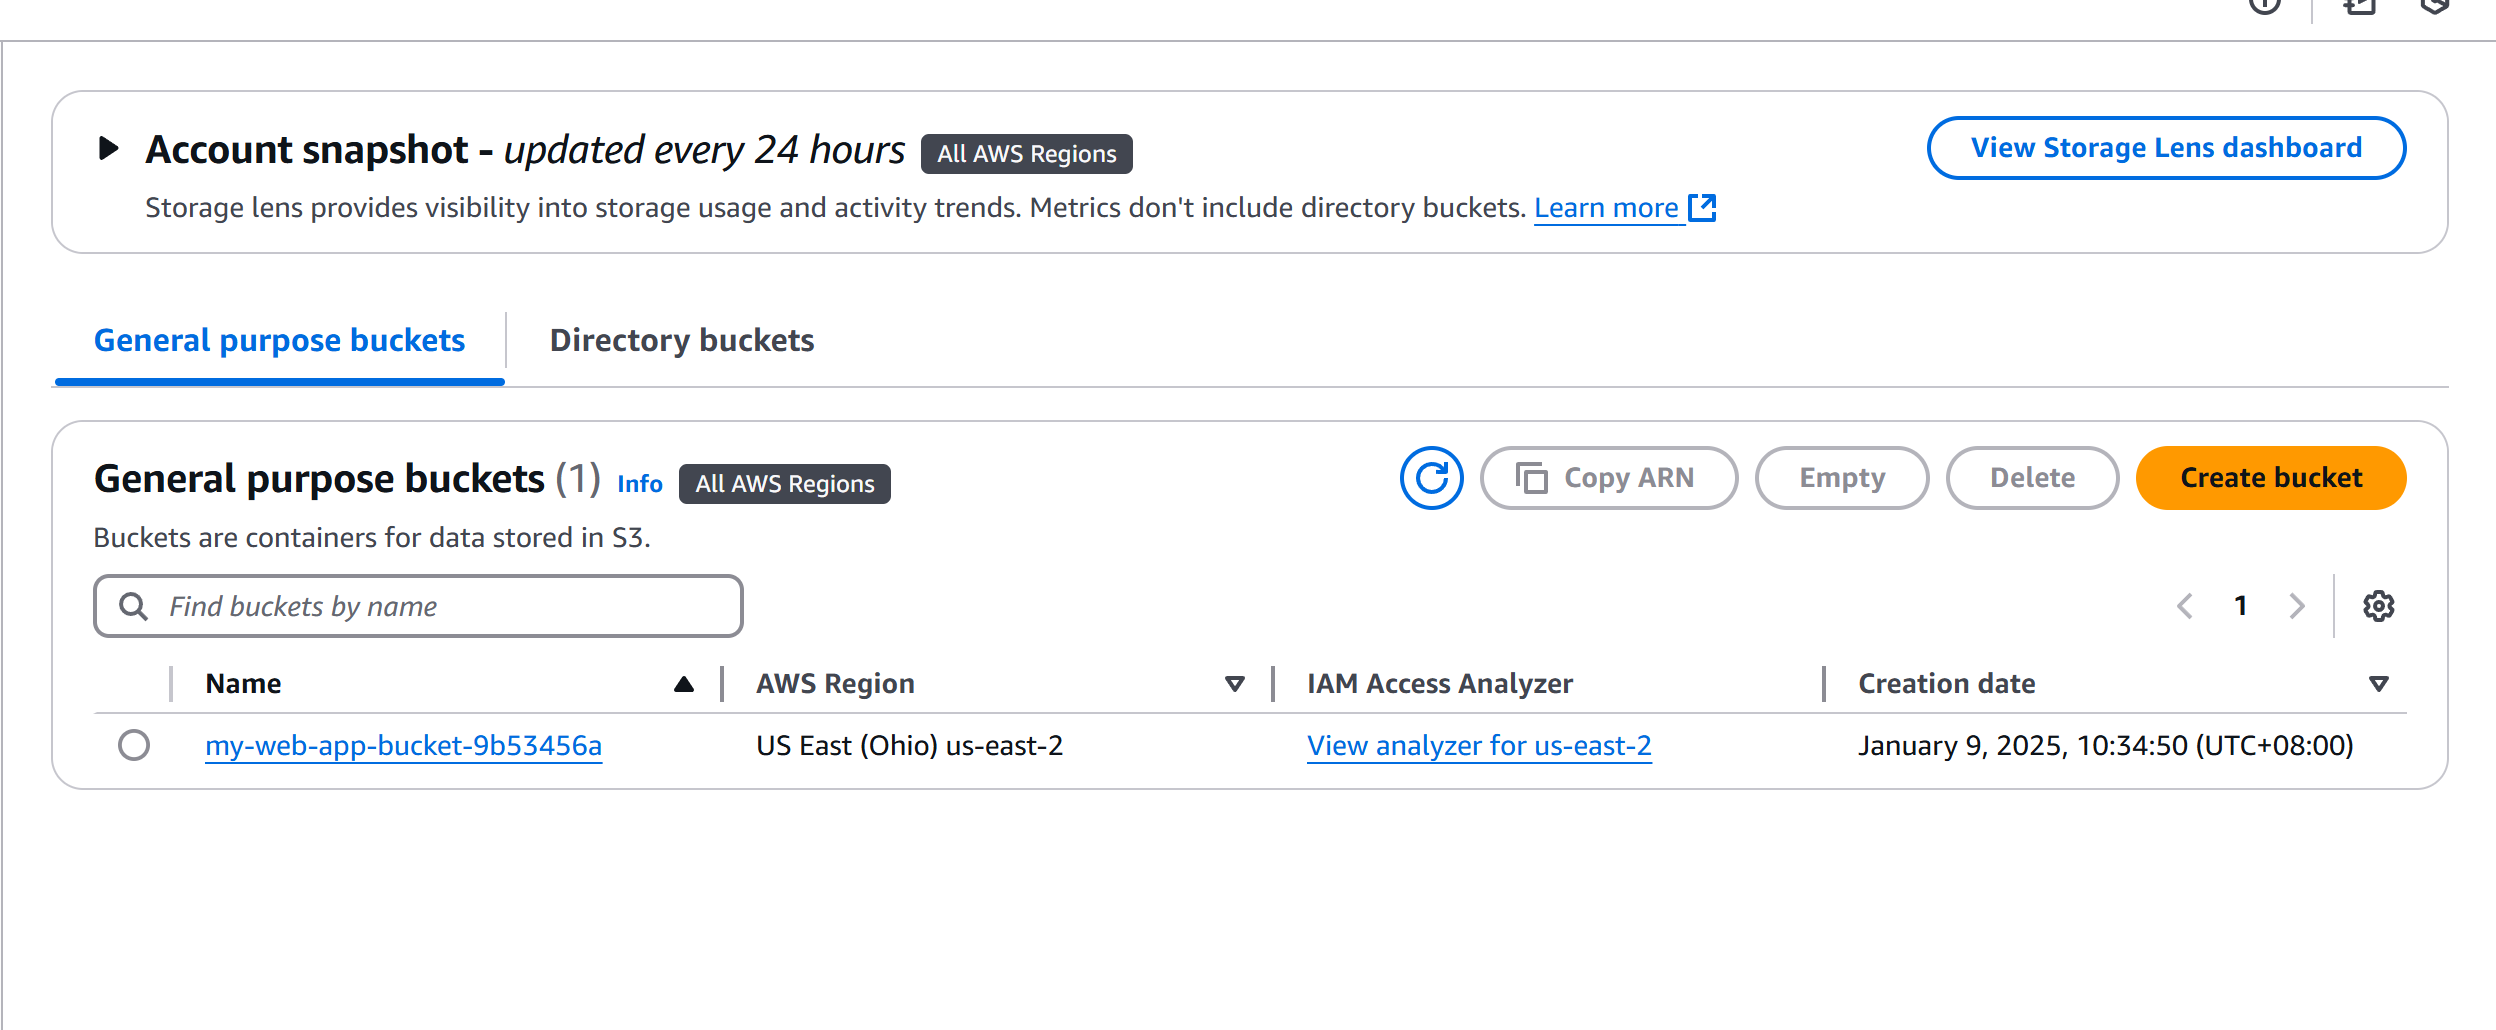 Account snapshot - updated every 24 hours All AWS Regions View Storage Lens dashboard
Storage lens provides visibility into storage usage and activity trends. Metrics don't include directory buckets. Learn more
General purpose buckets Directory buckets
General purpose buckets (1) Info All AWS Regions Copy ARN Empty Delete Create bucket
Buckets are containers for data stored in S3.
Find buckets by name 1
Name AWS Region IAM Access Analyzer Creation date
my-web-app-bucket-9b53456a US East (Ohio) us-east-2 View analyzer for us-east-2 January 9, 2025, 10:34:50 (UTC+08:00)